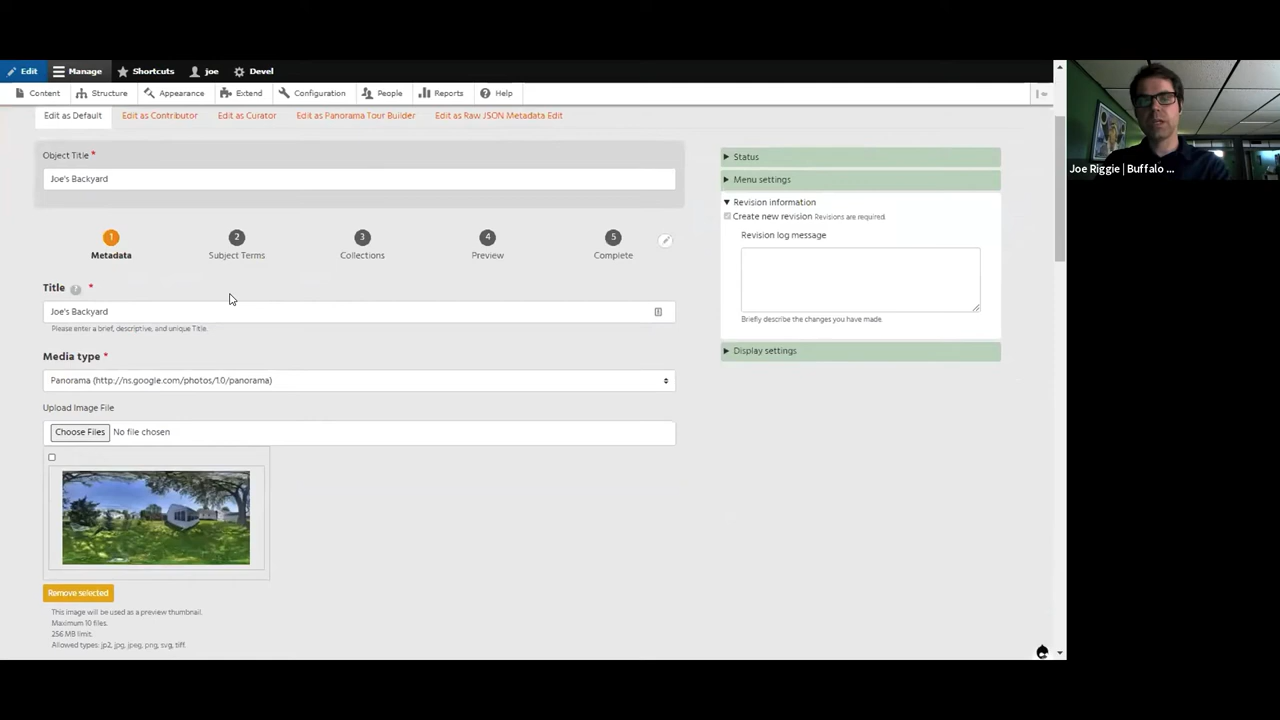 Edit Manage Shortcuts joe Devel
Content Structure Appearance Extend Configuration People Reports Help
Edit as Default Edit as Contributor Edit as Curator Edit as Panorama Tour Builder Edit as Raw JSON Metadata Edit
Object Title *
Joe's Backyard
1 2 3 4 5
Metadata Subject Terms Collections Preview Complete
Title ? *
Joe's Backyard
Please enter a brief, descriptive, and unique Title.
Media type *
Panorama (http://ns.google.com/photos/1.0/panorama)
Upload Image File
Choose Files No file chosen
Remove selected
This image will be used as a preview thumbnail.
Maximum 10 files.
256 MB limit.
Allowed types: jp2, jpg, jpeg, png, svg, tiff.
Status
Menu settings
Revision information
Create new revision Revisions are required.
Revision log message
Briefly describe the changes you have made.
Display settings
Joe Riggie | Buffalo ...